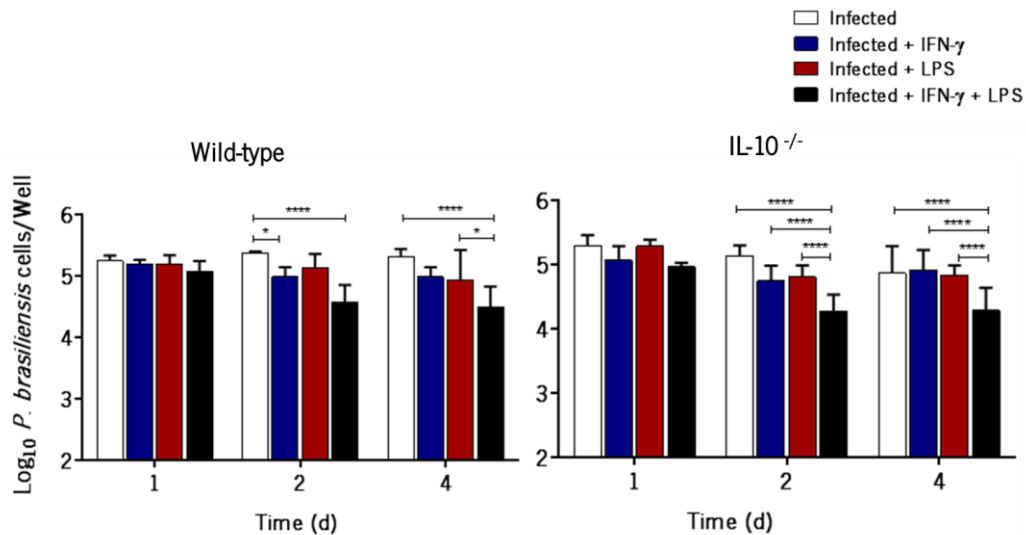 Infected
Infected + IFN-γ
Infected + LPS
Infected + IFN-γ + LPS
Wild-type
IL-10 -/-
Log10 P. brasiliensis cells/Well
6
5
4
3
2
****
*
****
*
1
2
4
Time (d)
6
5
4
3
2
****
****
****
****
****
****
1
2
4
Time (d)